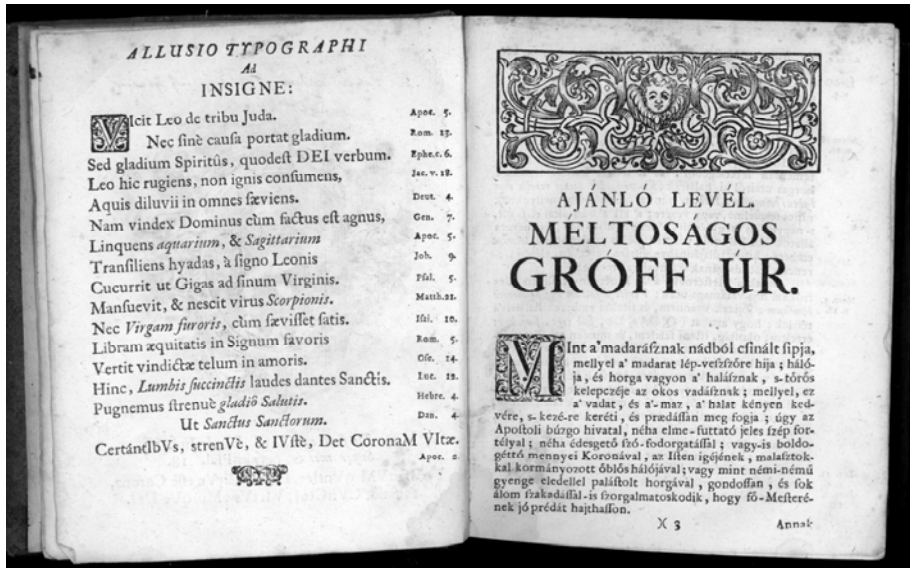 ALLUSIO TYPOGRAPHI
Ad
INSIGNE:
VIcit Leo de tribu Juda. Apoc. 5.
Nec sinè causa portat gladium. Rom. 13.
Sed gladium Spiritûs, quodest DEI verbum. Ephe.c.6.
Leo hic rugiens, non ignis consumens, Jac. v. 18.
Aquis diluvii in omnes sæviens. Deut. 4.
Nam vindex Dominus cùm factus est agnus, Gen. 7.
Linquens aquarium, & Sagittarium Apoc. 5.
Transiliens hyadas, à signo Leonis Job. 9.
Cucurrit ut Gigas ad sinum Virginis. Psal. 5.
Mansuevit, & nescit virus Scorpionis. Matth.21.
Nec Virgam furoris, cùm sævisset satis. Isai. 10.
Libram æquitatis in Signum favoris Rom. 5.
Vertit vindictæ telum in amoris. Ose. 14.
Hinc, Lumbis succinctis laudes dantes Sanctis. Luc. 12.
Pugnemus strenuè gladiô Salutis. Hebre. 4.
Ut Sanctus Sanctorum. Dan. 4.
CertántIbVs, strenVè, & IVstè, Det CoronaM VItæ.
Apoc. 2.
AJÁNLÓ LEVÉL.
MÉLTOSÁGOS
GRÓFF ÚR.
MInt a' madarásznak nádból csinált sipja,
mellyel a' madarat lép-veszszőre hija ; háló-
ja, és horga vagyon a' halásznak, s-tőrös
kelepczéje az okos vadásznak ; mellyel, ez
a' vadat, és a'-maz, a' halat kényen ked-
vére, s-kezé-re keréti, és prædássan meg fogja ; úgy az
Apostoli búzgo hivatal, néha elme-futtató jeles szép for-
télyal ; néha édesgető szó-fodorgatással ; vagy-is boldo-
géttó mennyei Koronával, az Isten igéjének, malasztok-
kal kormányozott öblös hálójával ; vagy mint némi-némű
gyenge eledellel palástolt horgával, gondossan, és sok
álom szakadással-is szorgalmatoskodik, hogy fő-Mesteré-
nek jó prédát hajthasson.
X 3 Annak